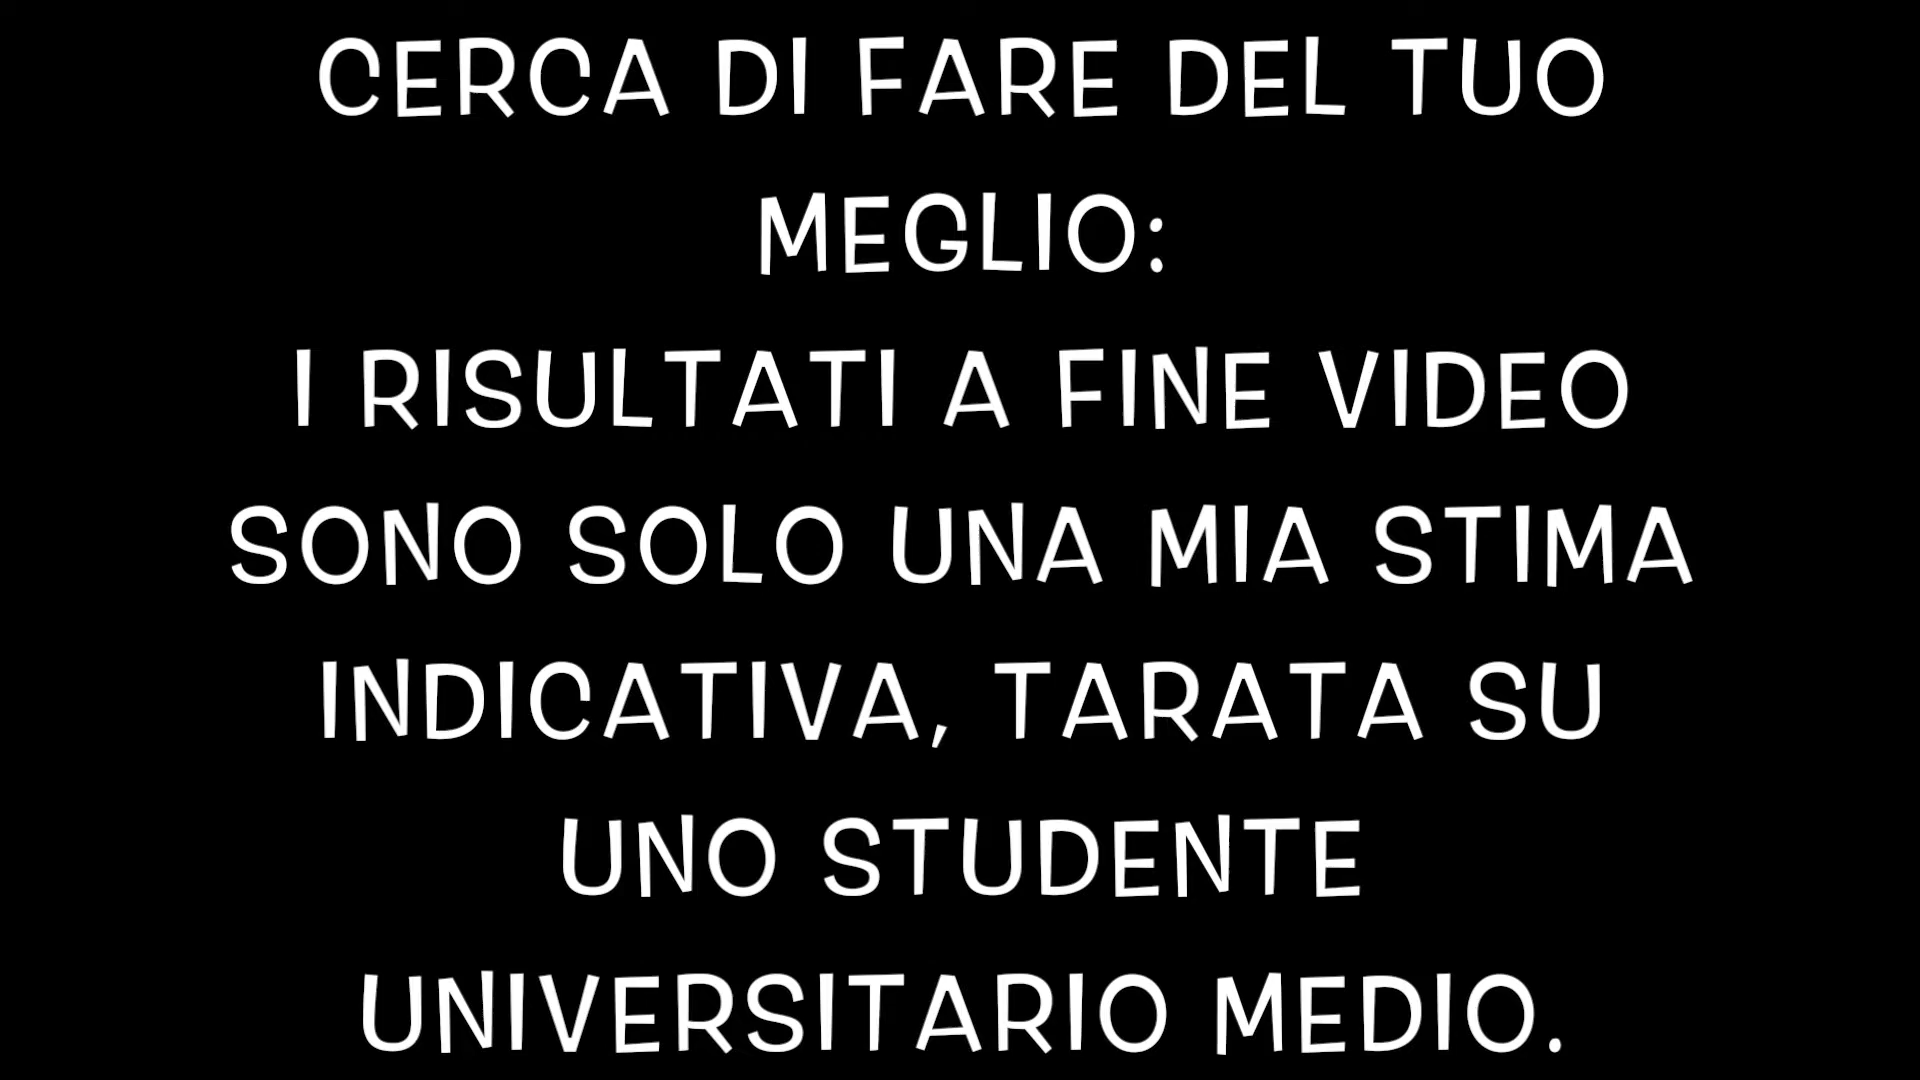 CERCA DI FARE DEL TUO
MEGLIO:
I RISULTATI A FINE VIDEO
SONO SOLO UNA MIA STIMA
INDICATIVA, TARATA SU
UNO STUDENTE
UNIVERSITARIO MEDIO.